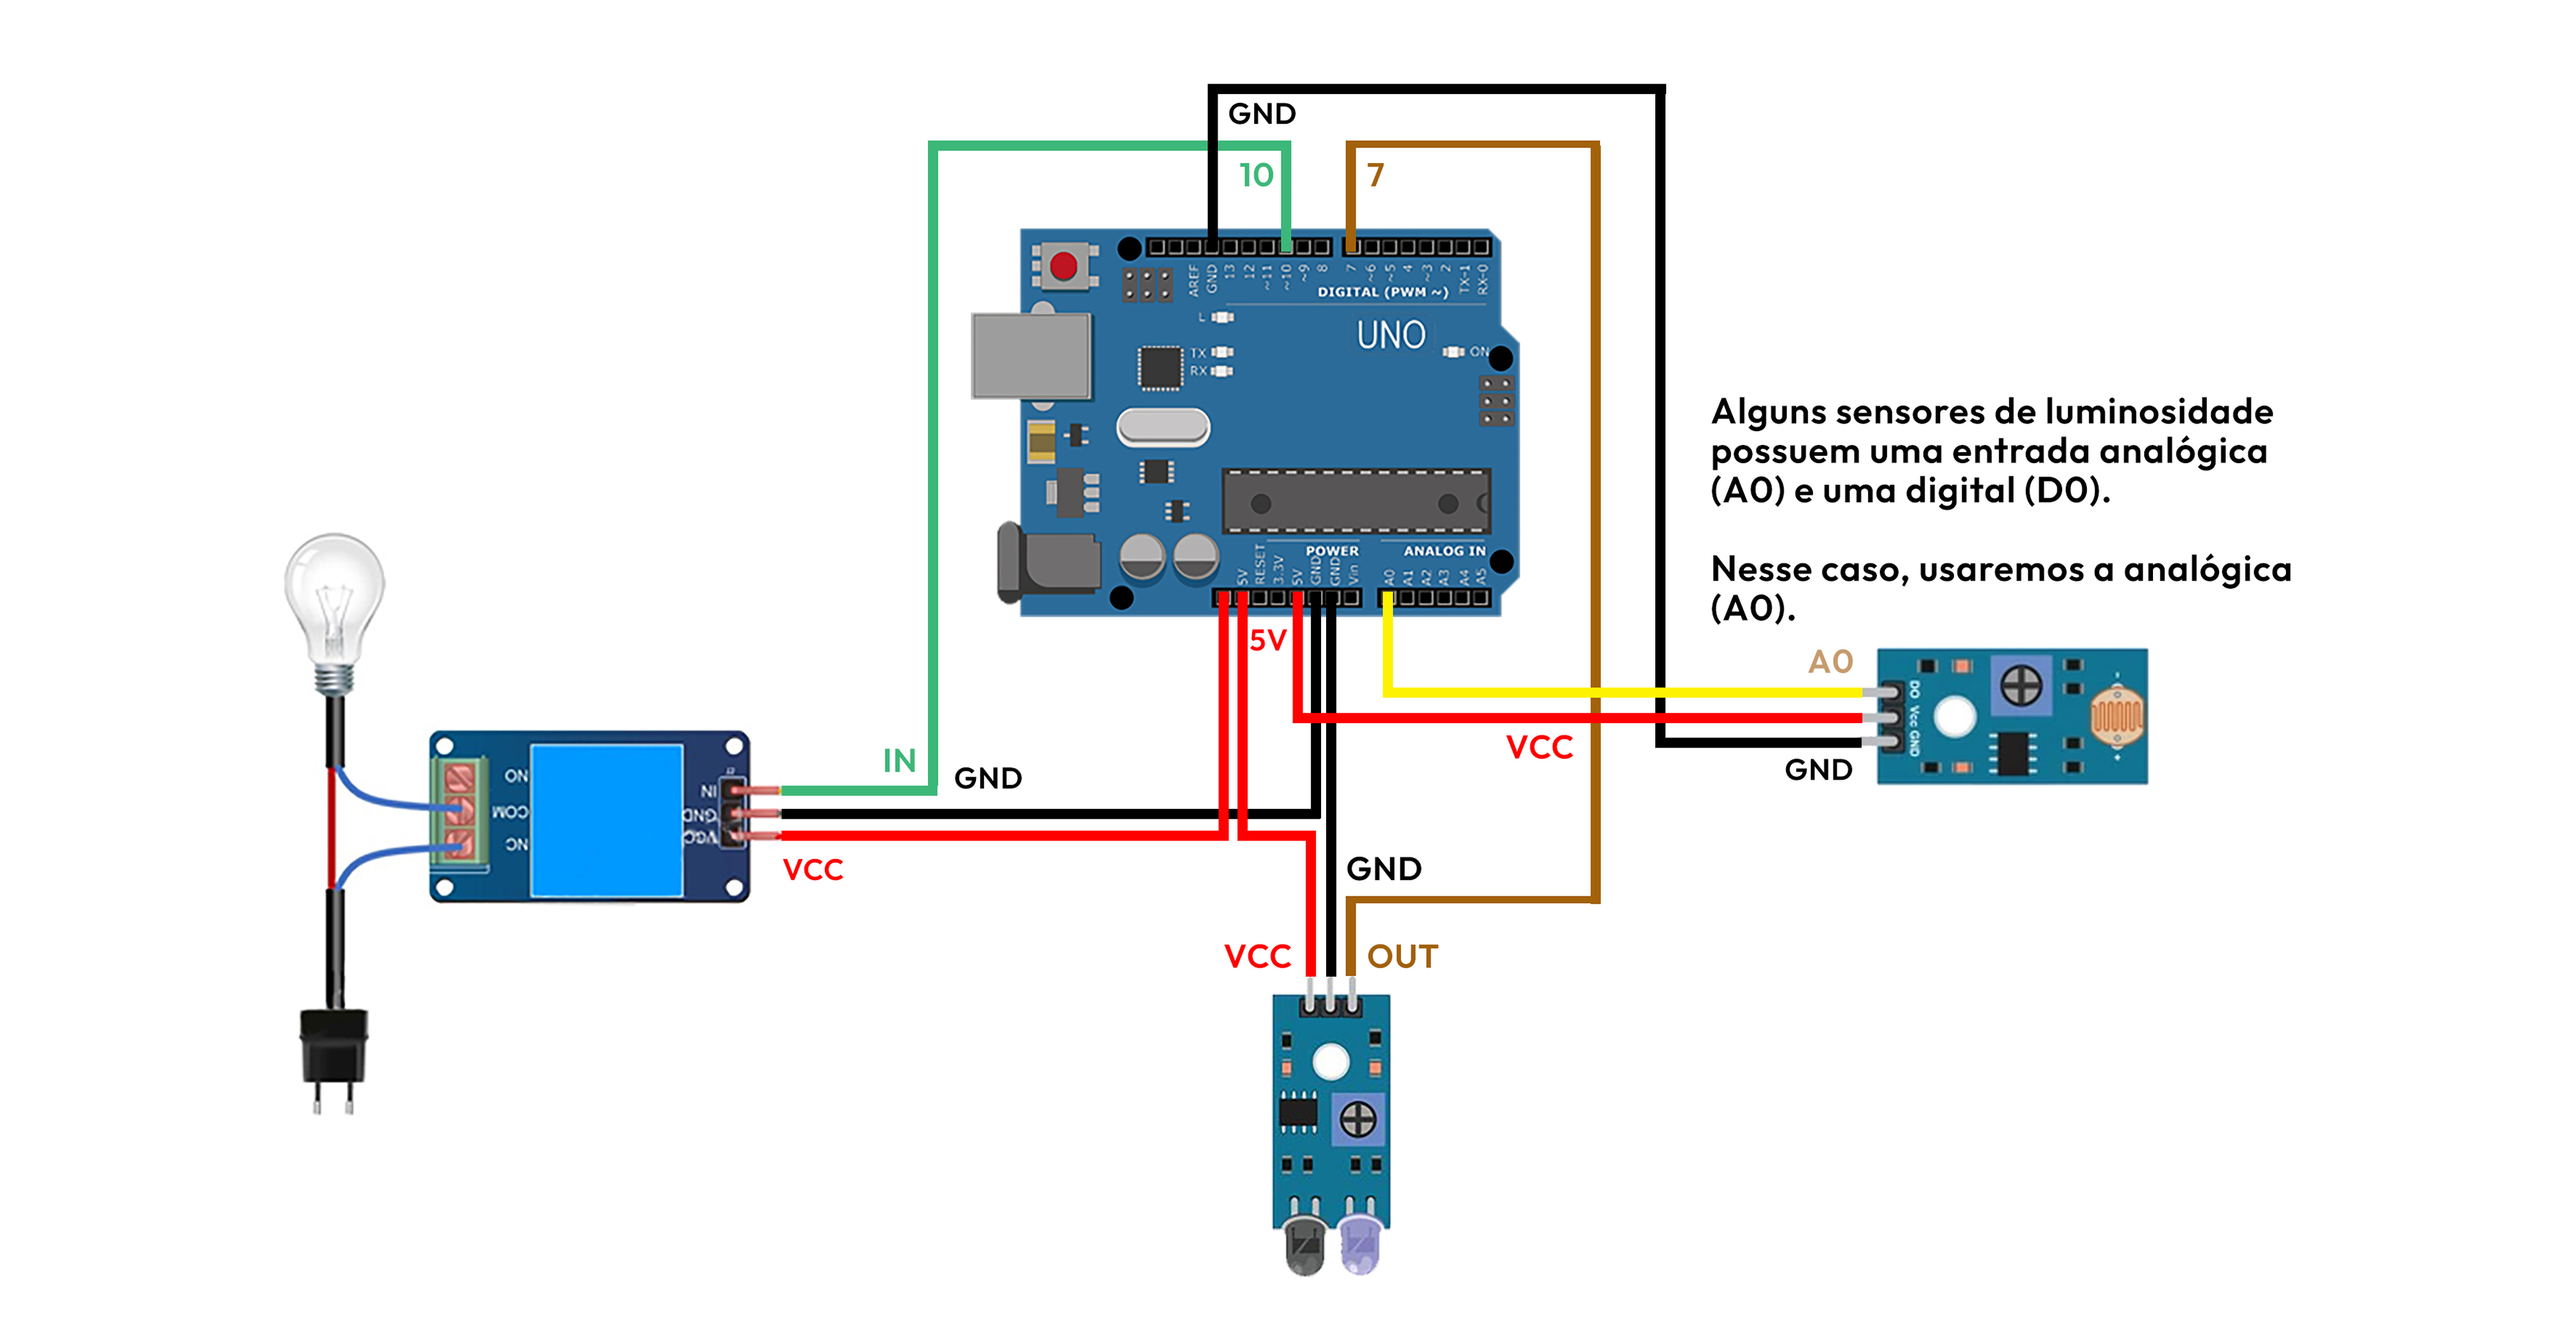 GND
10
7
AREF
GND
13
12
~11
~10
~9
8
7
~6
~5
4
~3
2
TX-1
RX-0
DIGITAL (PWM ~)
L
UNO
TX
RX
ON
Alguns sensores de luminosidade
possuem uma entrada analógica
(A0) e uma digital (D0).
Nesse caso, usaremos a analógica
(A0).
POWER
ANALOG IN
5V
RESET
3.3V
5V
GND
GND
Vin
A0
A1
A2
A3
A4
A5
5V
A0
DO
Vcc
GND
VCC
GND
IN
GND
NO
COM
NC
IN
GND
VCC
GND
VCC
OUT